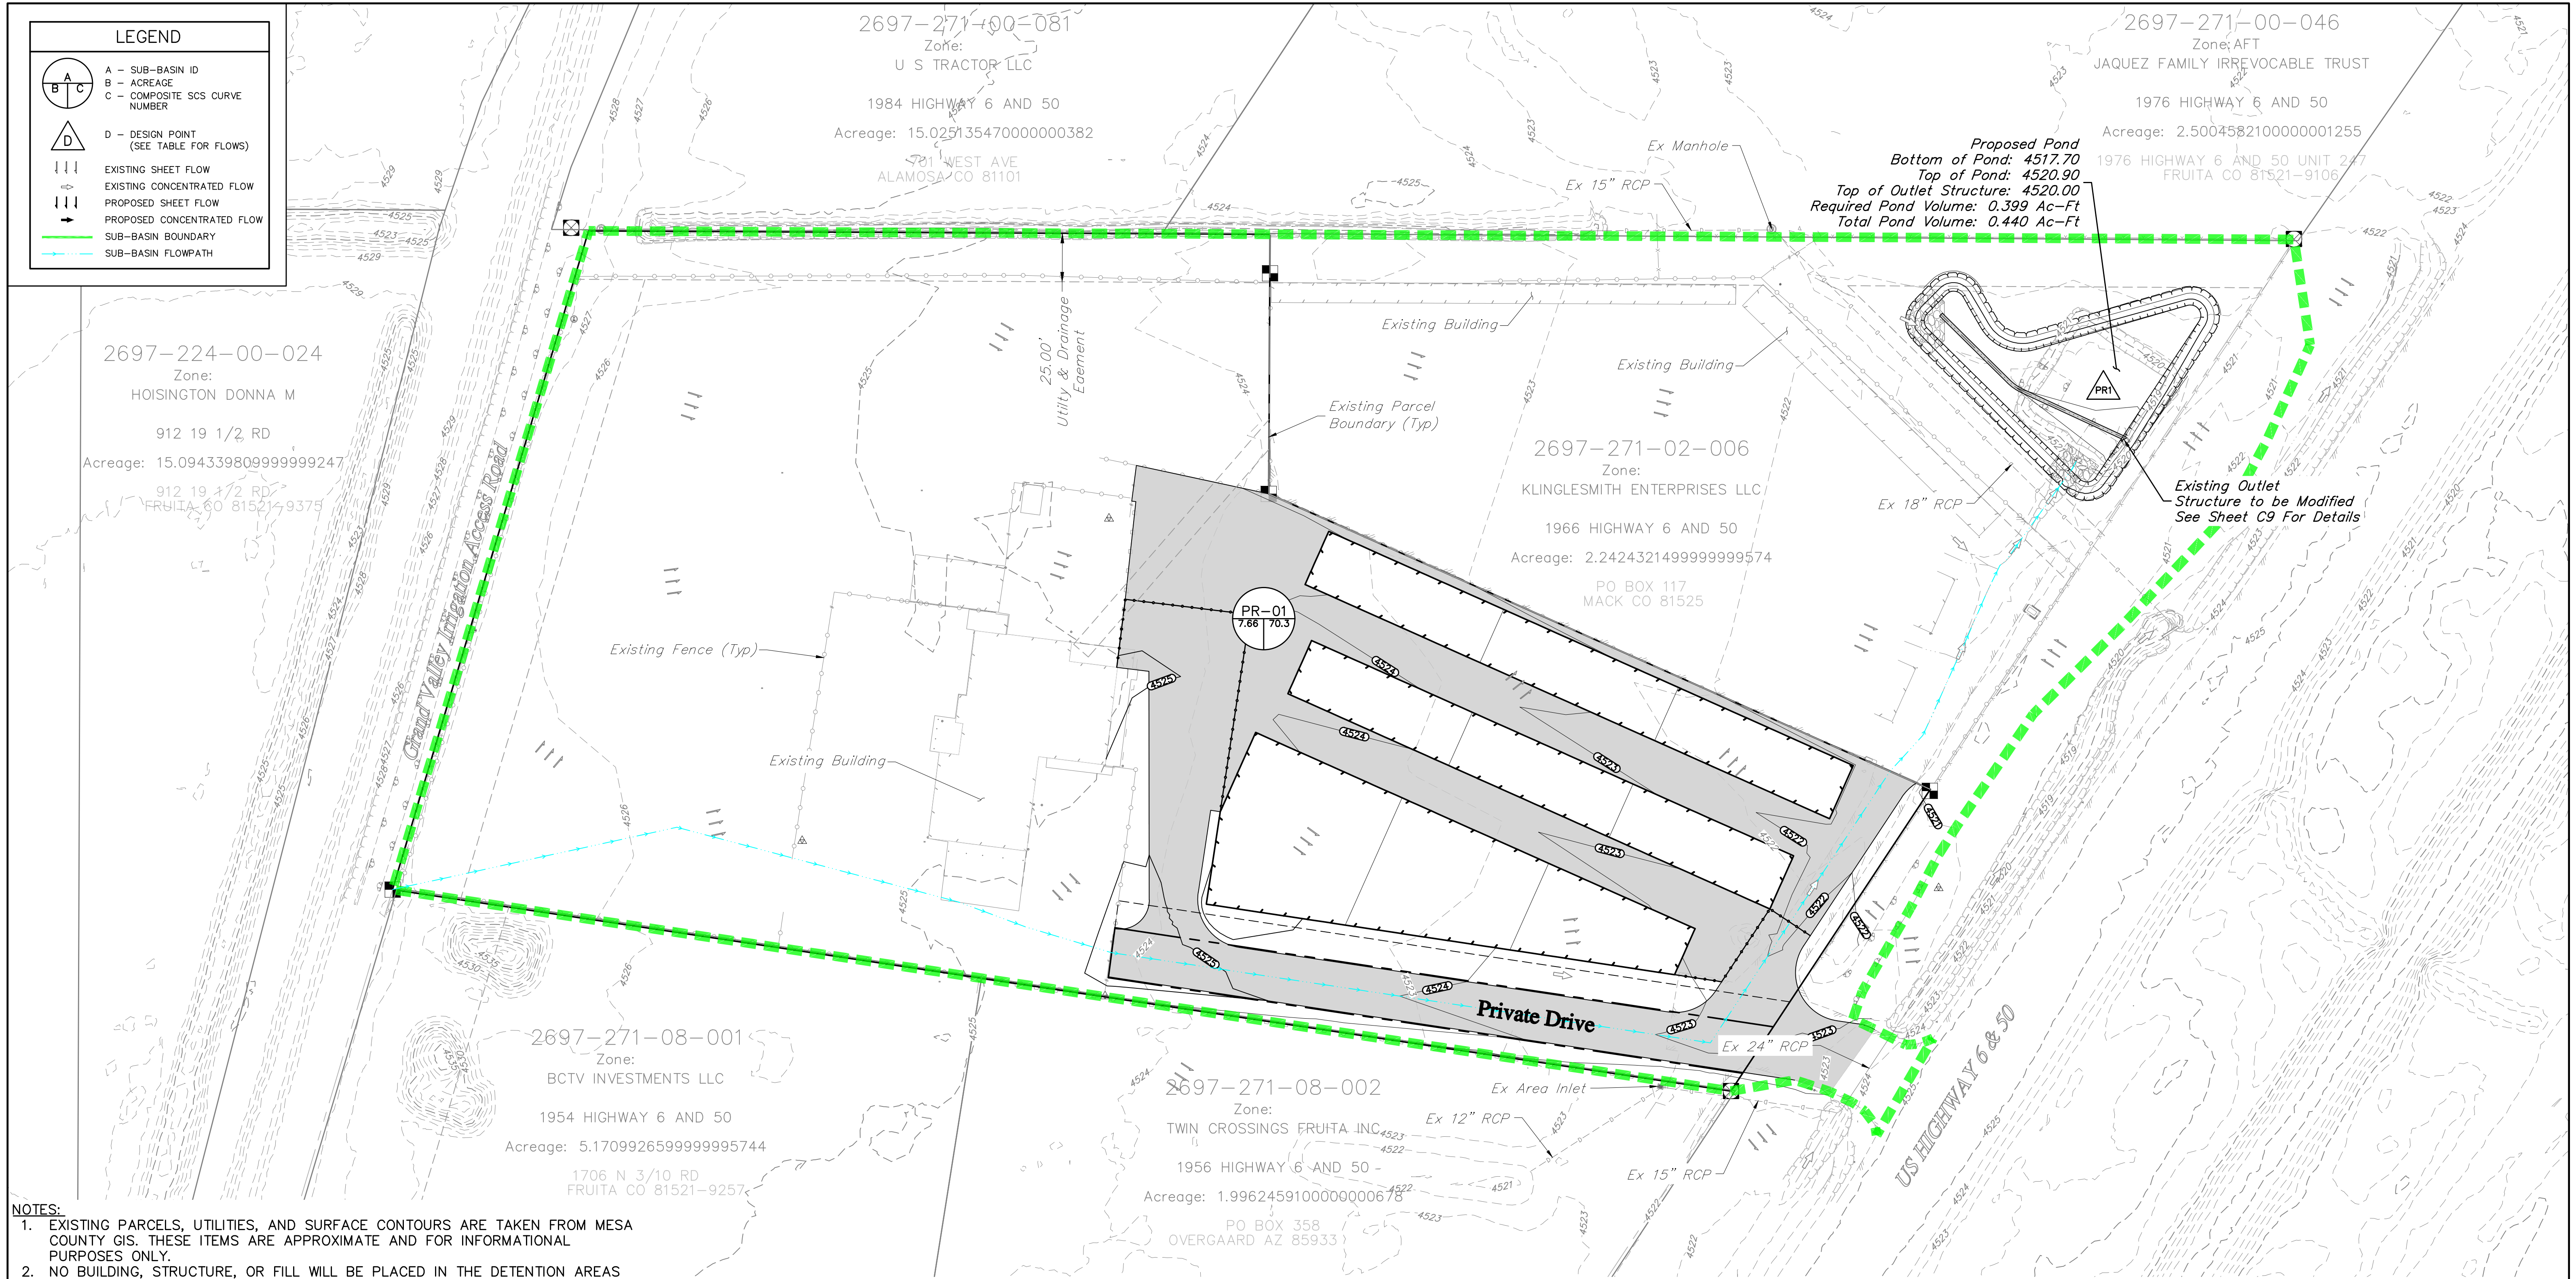 LEGEND
A
B
C
A – SUB-BASIN ID
B – ACREAGE
C – COMPOSITE SCS CURVE
NUMBER
D
D – DESIGN POINT
(SEE TABLE FOR FLOWS)
EXISTING SHEET FLOW
EXISTING CONCENTRATED FLOW
PROPOSED SHEET FLOW
PROPOSED CONCENTRATED FLOW
SUB-BASIN BOUNDARY
SUB-BASIN FLOWPATH
2697-271-00-081
Zone:
U S TRACTOR LLC
1984 HIGHWAY 6 AND 50
Acreage: 15.025135470000000382
701 WEST AVE
ALAMOSA CO 81101
2697-271-00-046
Zone: AFT
JAQUEZ FAMILY IRREVOCABLE TRUST
1976 HIGHWAY 6 AND 50
Acreage: 2.5004582100000001255
1976 HIGHWAY 6 AND 50 UNIT 247
FRUITA CO 81521-9106
Proposed Pond
Bottom of Pond: 4517.70
Top of Pond: 4520.90
Top of Outlet Structure: 4520.00
Required Pond Volume: 0.399 Ac-Ft
Total Pond Volume: 0.440 Ac-Ft
Ex Manhole
Ex 15" RCP
25.00'
Utilty & Drainage
Eaement
Existing Building
Existing Building
Existing Parcel
Boundary (Typ)
PR1
2697-224-00-024
Zone:
HOISINGTON DONNA M
912 19 1/2 RD
Acreage: 15.094339809999999247
912 19 1/2 RD
FRUITA CO 81521-9375
Grand Valley Irrigation Access Road
2697-271-02-006
Zone:
KLINGLESMITH ENTERPRISES LLC
1966 HIGHWAY 6 AND 50
Acreage: 2.2424321499999999574
PO BOX 117
MACK CO 81525
Ex 18" RCP
Existing Outlet
Structure to be Modified
See Sheet C9 For Details
PR-01
7.66
70.3
Existing Fence (Typ)
Existing Building
4525
4524
4524
4523
4523
4522
4522
4521
4522
4525
4524
4523
4523
Private Drive
Ex 24" RCP
Ex Area Inlet
Ex 12" RCP
Ex 15" RCP
US HIGHWAY 6 & 50
2697-271-08-001
Zone:
BCTV INVESTMENTS LLC
1954 HIGHWAY 6 AND 50
Acreage: 5.1709926599999995744
1706 N 3/10 RD
FRUITA CO 81521-9257
2697-271-08-002
Zone:
TWIN CROSSINGS FRUITA INC
1956 HIGHWAY 6 AND 50
Acreage: 1.9962459100000000678
PO BOX 358
OVERGAARD AZ 85933
NOTES:
1. EXISTING PARCELS, UTILITIES, AND SURFACE CONTOURS ARE TAKEN FROM MESA
COUNTY GIS. THESE ITEMS ARE APPROXIMATE AND FOR INFORMATIONAL
PURPOSES ONLY.
2. NO BUILDING, STRUCTURE, OR FILL WILL BE PLACED IN THE DETENTION AREAS